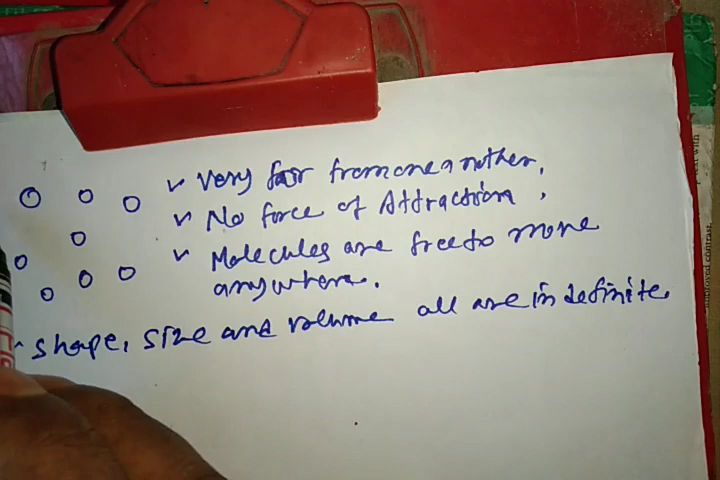 ✓ Very far from one another.
✓ No force of Attraction.
✓ Molecules are free to move
anywhere.
shape, size and volume all are indefinite.